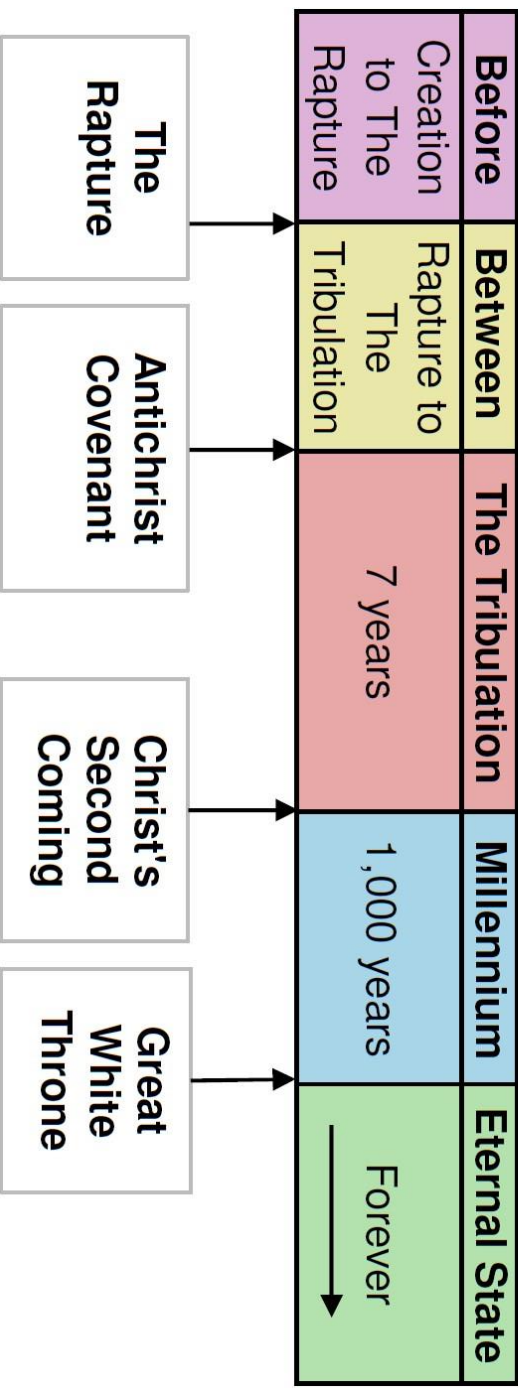 Before
Between
The Tribulation
Millennium
Eternal State
Creation
to The
Rapture
Rapture to
The
Tribulation
7 years
1,000 years
Forever
The
Rapture
Antichrist
Covenant
Christ's
Second
Coming
Great
White
Throne